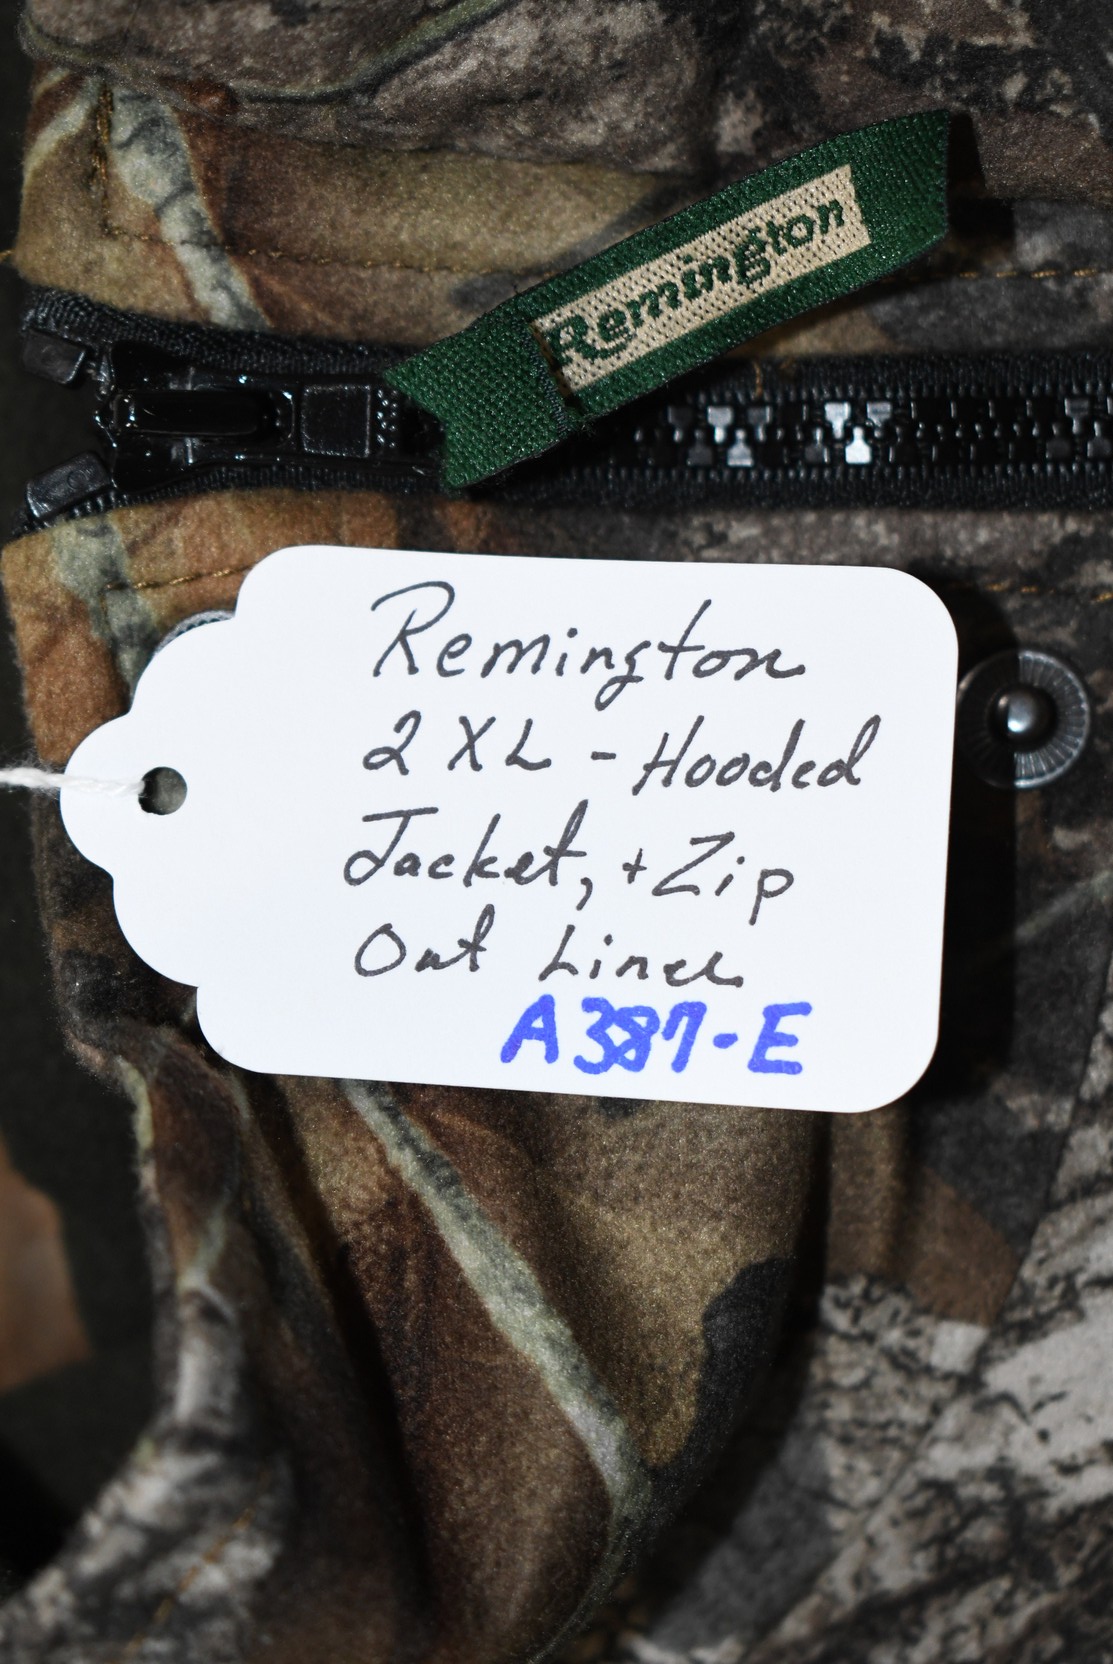 Remington
Remington
2XL - Hooded
Jacket, + Zip
Out Liner
A387-E